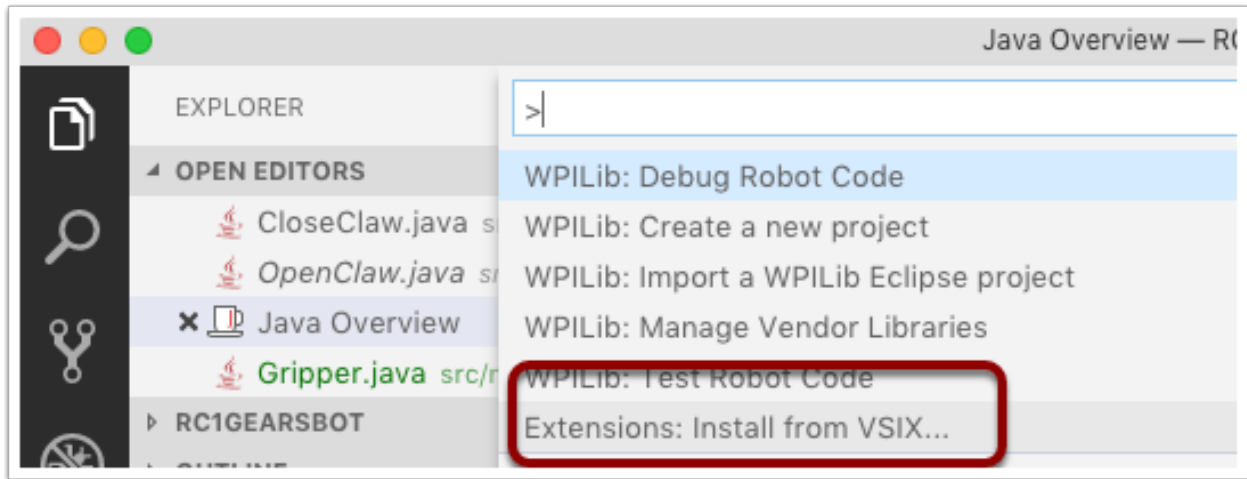 Java Overview — R
EXPLORER
>
OPEN EDITORS
CloseClaw.java s
OpenClaw.java sr
Java Overview
Gripper.java src/r
RC1GEARSBOT
OUTLINE
WPILib: Debug Robot Code
WPILib: Create a new project
WPILib: Import a WPILib Eclipse project
WPILib: Manage Vendor Libraries
WPILib: Test Robot Code
Extensions: Install from VSIX...